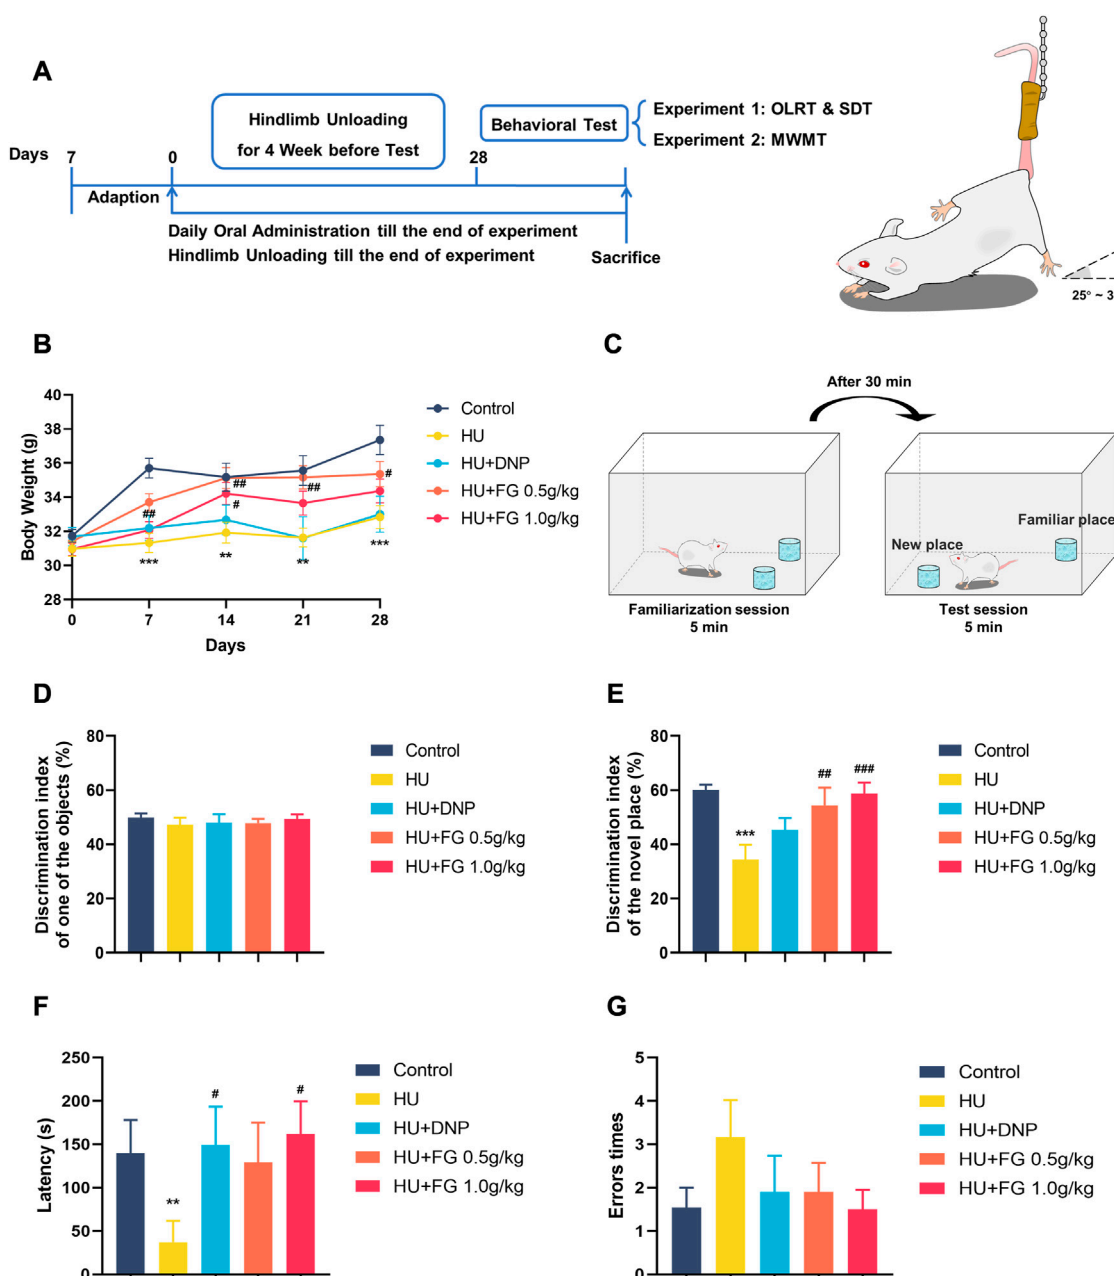 A
Hindlimb Unloading
for 4 Week before Test
Behavioral Test
Experiment 1: OLRT & SDT
Experiment 2: MWMT
Days
7
0
28
Adaption
Daily Oral Administration till the end of experiment
Hindlimb Unloading till the end of experiment
Sacrifice
25° ~ 3
B
Body Weight (g)
40
38
36
34
32
30
28
0
7
14
21
28
Days
##
***
##
#
**
##
**
#
***
Control
HU
HU+DNP
HU+FG 0.5g/kg
HU+FG 1.0g/kg
C
After 30 min
New place
Familiar place
Familiarization session
5 min
Test session
5 min
D
Discrimination index
of one of the objects (%)
80
60
40
20
0
Control
HU
HU+DNP
HU+FG 0.5g/kg
HU+FG 1.0g/kg
E
Discrimination index
of the novel place (%)
80
60
40
20
0
***
##
###
Control
HU
HU+DNP
HU+FG 0.5g/kg
HU+FG 1.0g/kg
F
Latency (s)
250
200
150
100
50
0
**
#
#
Control
HU
HU+DNP
HU+FG 0.5g/kg
HU+FG 1.0g/kg
G
Errors times
5
4
3
2
1
0
Control
HU
HU+DNP
HU+FG 0.5g/kg
HU+FG 1.0g/kg